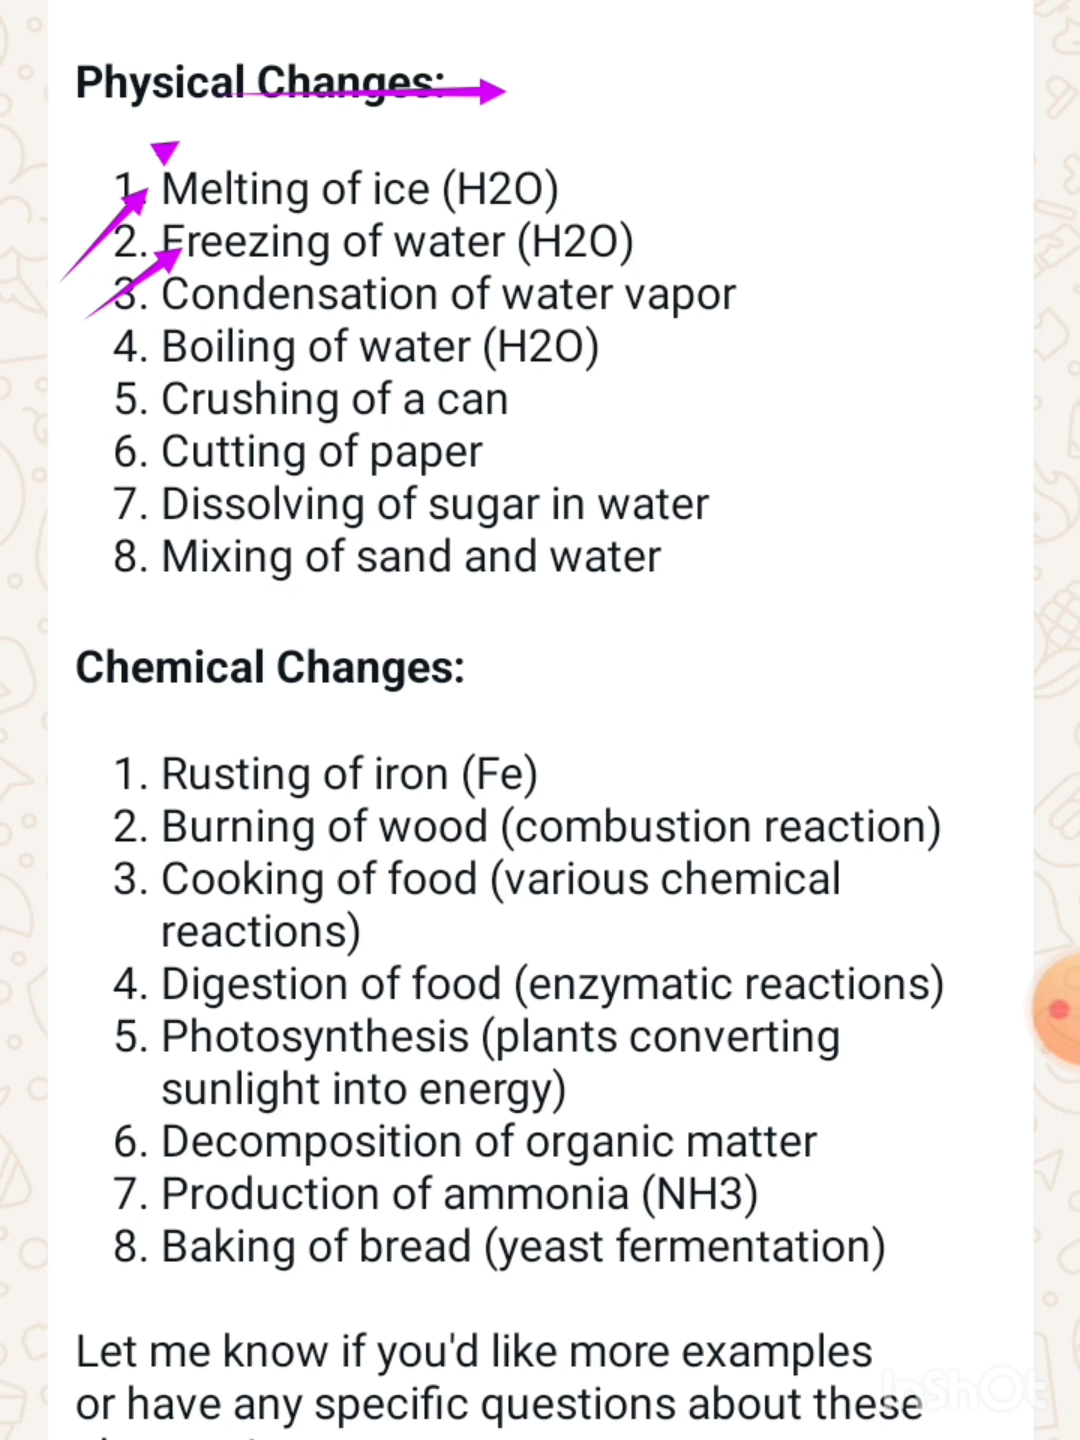 Physical Changes:
1. Melting of ice (H2O)
2. Freezing of water (H2O)
3. Condensation of water vapor
4. Boiling of water (H2O)
5. Crushing of a can
6. Cutting of paper
7. Dissolving of sugar in water
8. Mixing of sand and water
Chemical Changes:
1. Rusting of iron (Fe)
2. Burning of wood (combustion reaction)
3. Cooking of food (various chemical
reactions)
4. Digestion of food (enzymatic reactions)
5. Photosynthesis (plants converting
sunlight into energy)
6. Decomposition of organic matter
7. Production of ammonia (NH3)
8. Baking of bread (yeast fermentation)
Let me know if you'd like more examples
or have any specific questions about these
InShOt